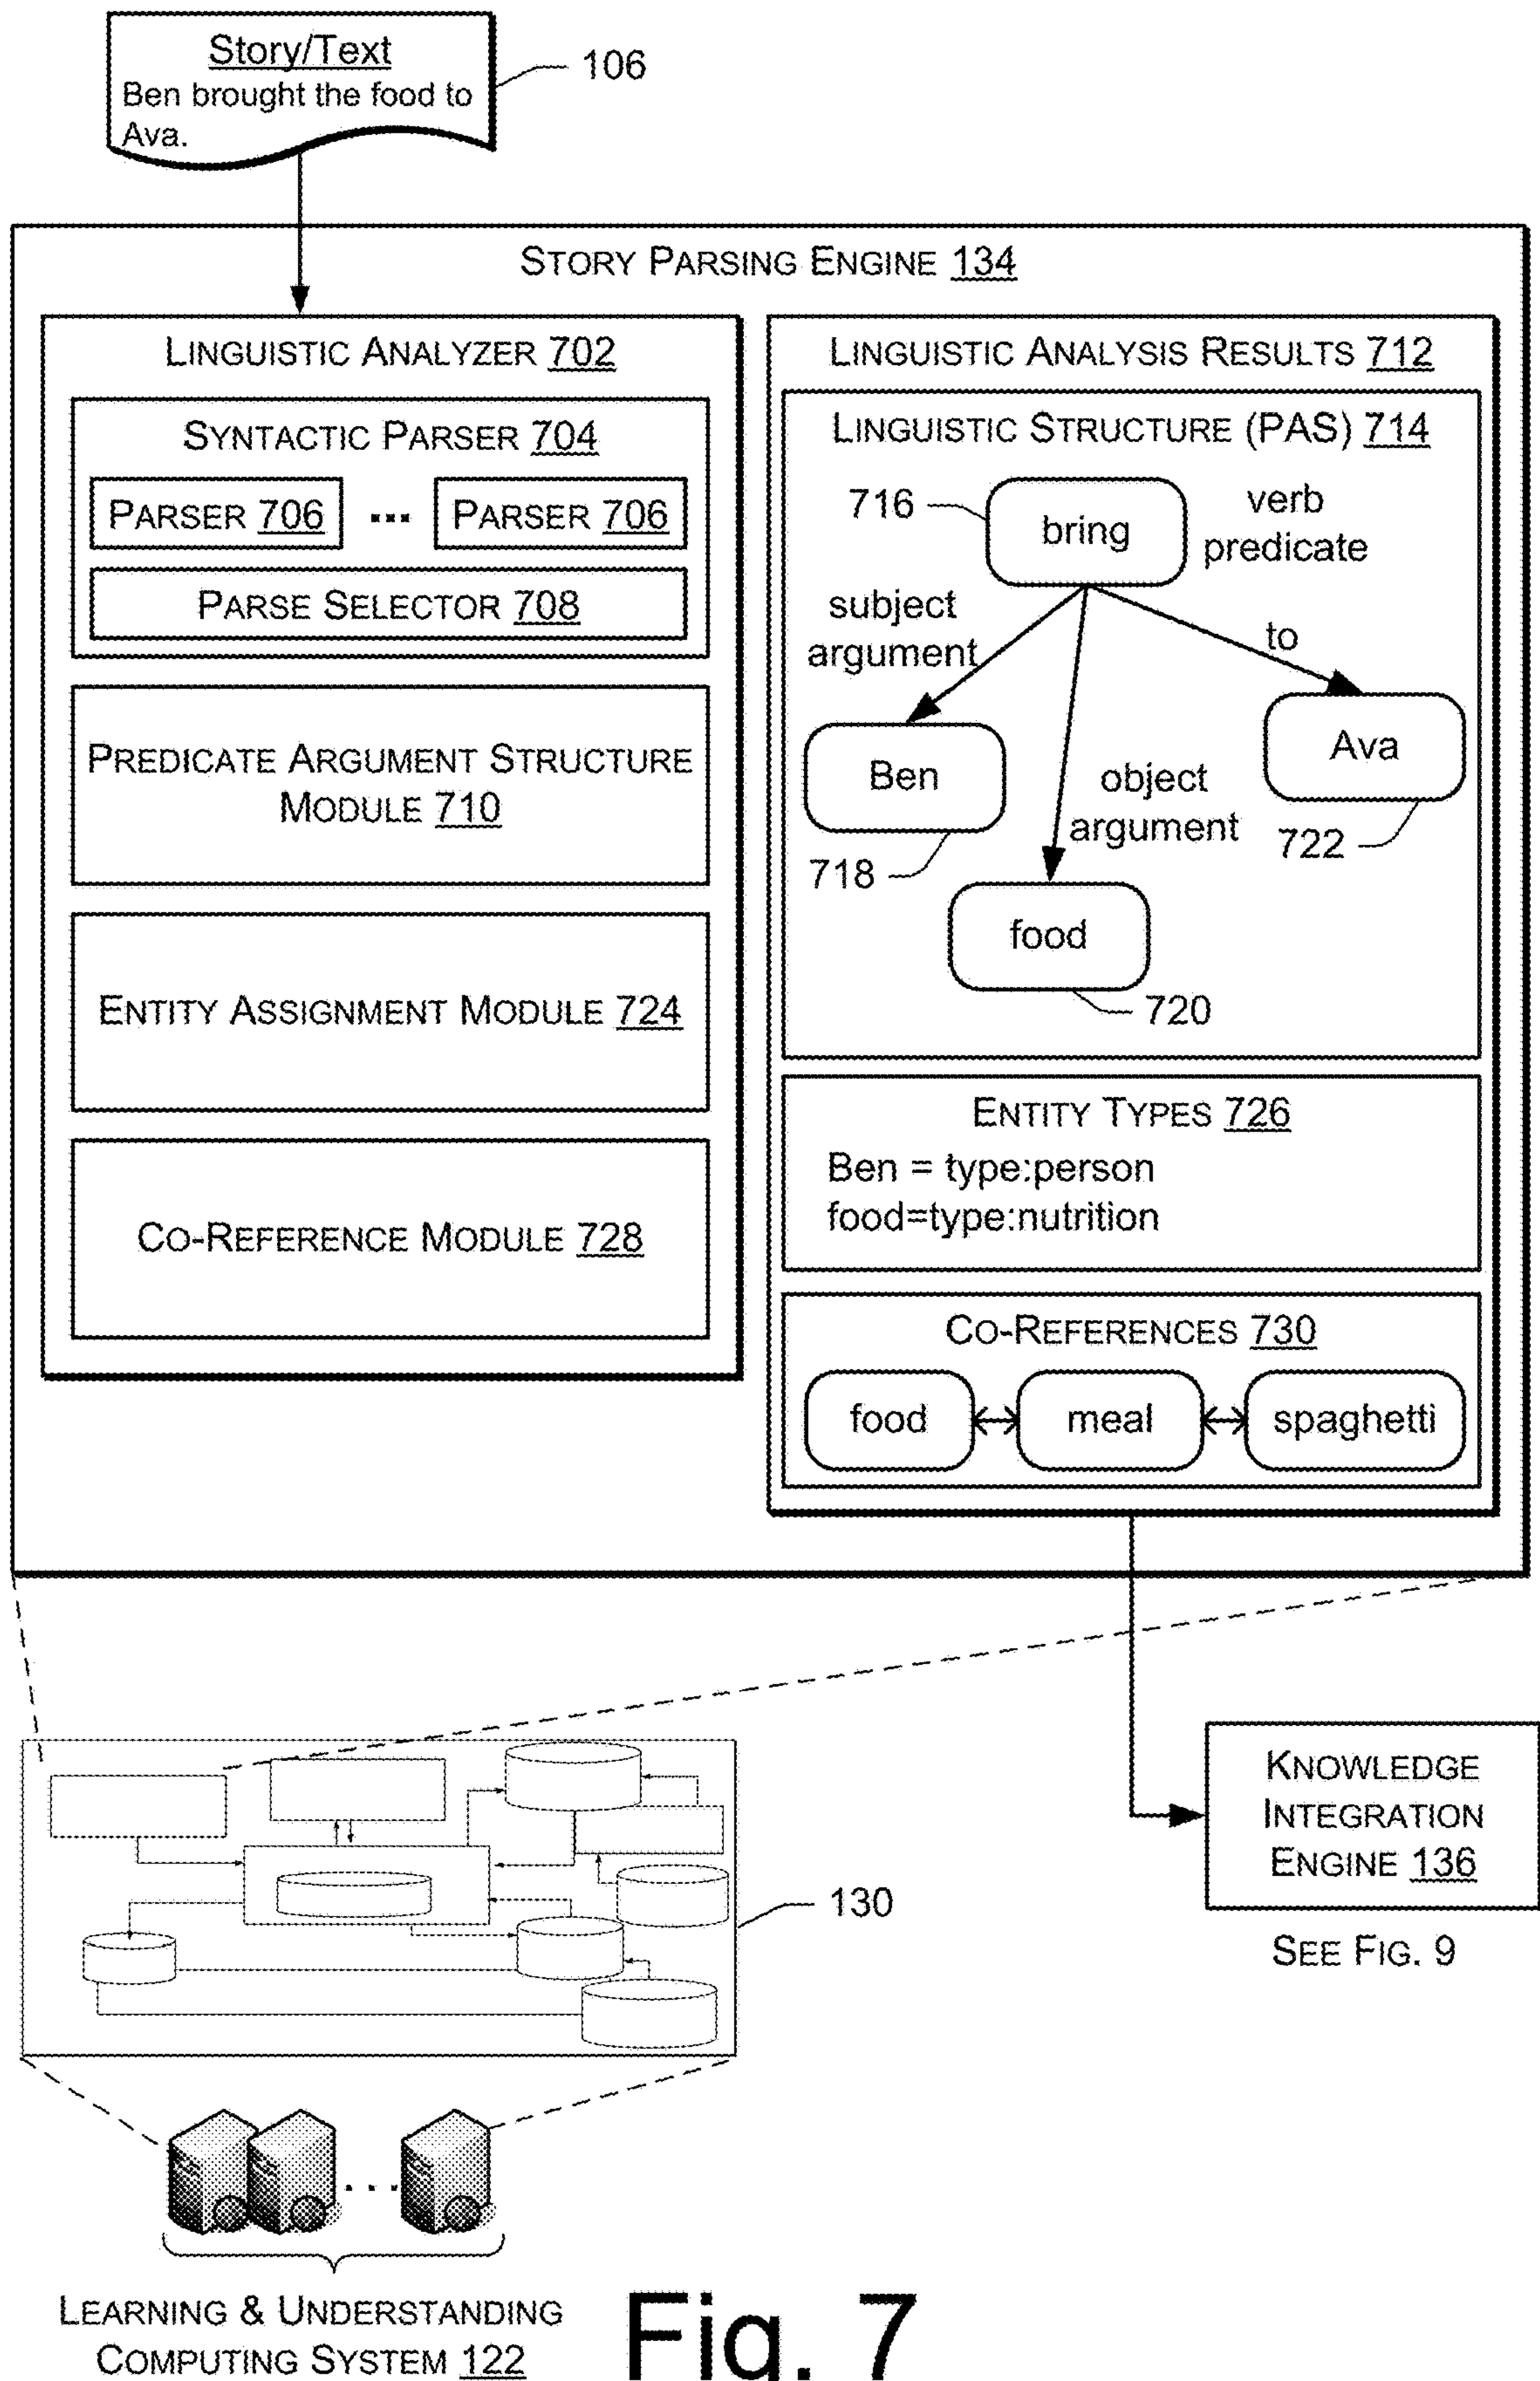 Story/Text
Ben brought the food to
Ava.
106
STORY PARSING ENGINE 134
LINGUISTIC ANALYZER 702
SYNTACTIC PARSER 704
PARSER 706 ... PARSER 706
PARSE SELECTOR 708
PREDICATE ARGUMENT STRUCTURE
MODULE 710
ENTITY ASSIGNMENT MODULE 724
CO-REFERENCE MODULE 728
LINGUISTIC ANALYSIS RESULTS 712
LINGUISTIC STRUCTURE (PAS) 714
716
bring
verb
predicate
subject
argument
to
Ben
718
object
argument
Ava
722
food
720
ENTITY TYPES 726
Ben = type:person
food=type:nutrition
CO-REFERENCES 730
food
meal
spaghetti
KNOWLEDGE
INTEGRATION
ENGINE 136
SEE FIG. 9
130
...
LEARNING & UNDERSTANDING
COMPUTING SYSTEM 122
Fig. 7